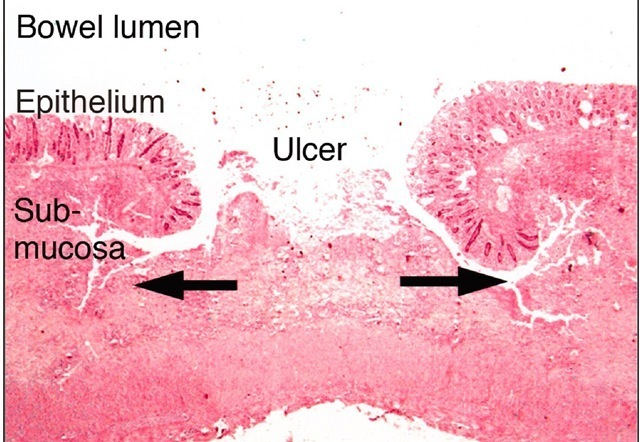 Bowel lumen
Epithelium
Ulcer
Sub-
mucosa